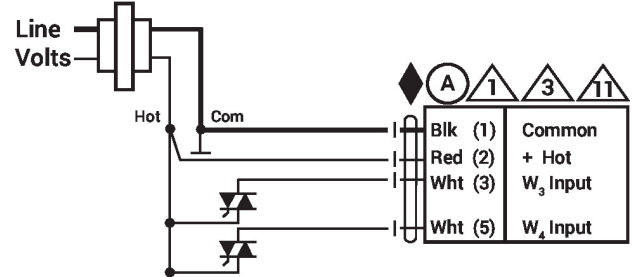 Line
Volts
Hot
Com
A
1
3
11
Blk (1) Common
Red (2) + Hot
Wht (3) W3 Input
Wht (5) W4 Input